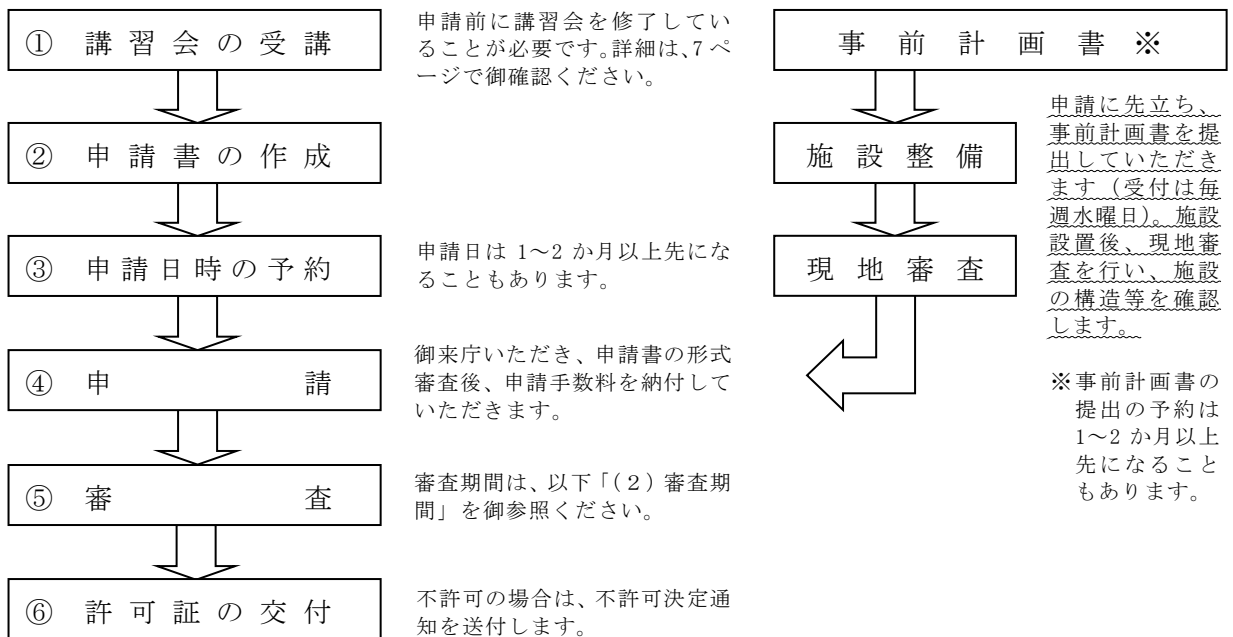 ① 講習会の受講
申請前に講習会を修了してい
ることが必要です。詳細は、7ペ
ージで御確認ください。
② 申請書の作成
③ 申請日時の予約
申請日は 1～2 か月以上先にな
ることもあります。
④ 申請
御来庁いただき、申請書の形式
審査後、申請手数料を納付して
いただきます。
⑤ 審査
審査期間は、以下「(２)審査期
間」を御参照ください。
⑥ 許可証の交付
不許可の場合は、不許可決定通
知を送付します。
事前計画書※
施設整備
現地審査
申請に先立ち、
事前計画書を提
出していただき
ます（受付は毎
週水曜日）。施設
設置後、現地審
査を行い、施設
の構造等を確認
します。
※事前計画書の
提出の予約は
1～2 か月以上
先になること
もあります。